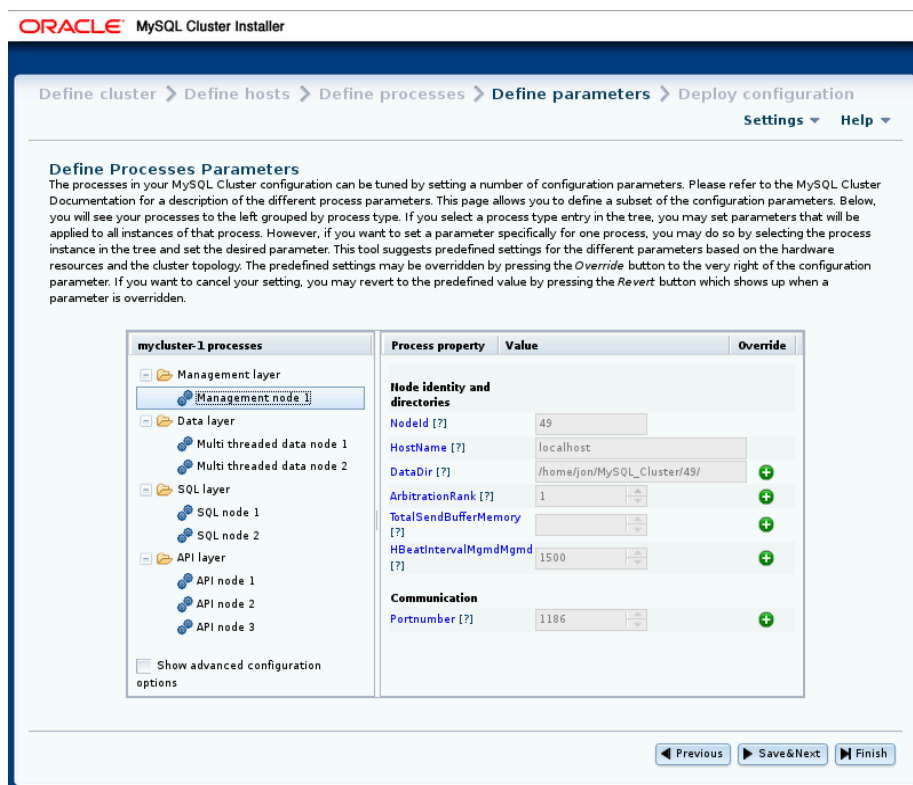 ORACLE® MySQL Cluster Installer
Define cluster > Define hosts > Define processes > Define parameters > Deploy configuration
Settings Help
Define Processes Parameters
The processes in your MySQL Cluster configuration can be tuned by setting a number of configuration parameters. Please refer to the MySQL Cluster
Documentation for a description of the different process parameters. This page allows you to define a subset of the configuration parameters. Below,
you will see your processes to the left grouped by process type. If you select a process type entry in the tree, you may set parameters that will be
applied to all instances of that process. However, if you want to set a parameter specifically for one process, you may do so by selecting the process
instance in the tree and set the desired parameter. This tool suggests predefined settings for the different parameters based on the hardware
resources and the cluster topology. The predefined settings may be overridden by pressing the Override button to the very right of the configuration
parameter. If you want to cancel your setting, you may revert to the predefined value by pressing the Revert button which shows up when a
parameter is overridden.
mycluster-1 processes
Management layer
Management node 1
Data layer
Multi threaded data node 1
Multi threaded data node 2
SQL layer
SQL node 1
SQL node 2
API layer
API node 1
API node 2
API node 3
Show advanced configuration
options
Process property Value Override
Node identity and
directories
NodeId [?] 49
HostName [?] localhost
DataDir [?] /home/jon/MySQL_Cluster/49/
ArbitrationRank [?] 1
TotalSendBufferMemory
[?]
HBeatIntervalMgmdMgmd
[?] 1500
Communication
Portnumber [?] 1186
Previous Save&Next Finish